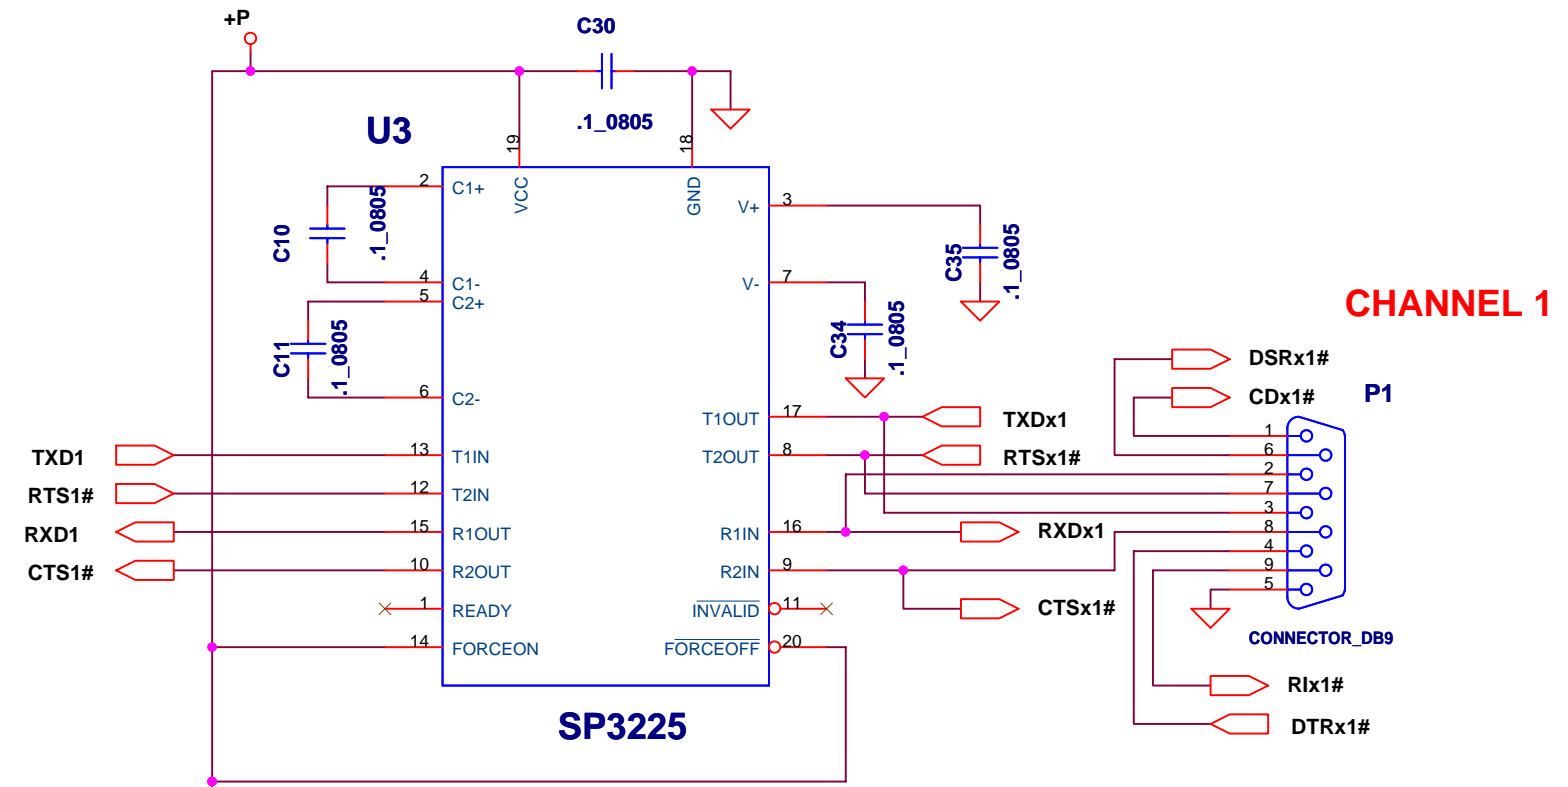 +P
C30
.1_0805
U3
19
18
VCC
GND
2
C1+
C10
.1_0805
4
C1-
5
C2+
C11
.1_0805
6
C2-
V+
3
C35
.1_0805
V-
7
C34
.1_0805
CHANNEL 1
DSRx1#
CDx1#
P1
T1OUT
17
TXDx1
T2OUT
8
RTSx1#
TXD1
13
T1IN
RTS1#
12
T2IN
RXD1
15
R1OUT
CTS1#
10
R2OUT
1
READY
14
FORCEON
R1IN
16
RXDx1
R2IN
9
CTSx1#
INVALID
11
FORCEOFF
20
1
6
2
7
3
8
4
9
5
CONNECTOR_DB9
RIx1#
DTRx1#
SP3225